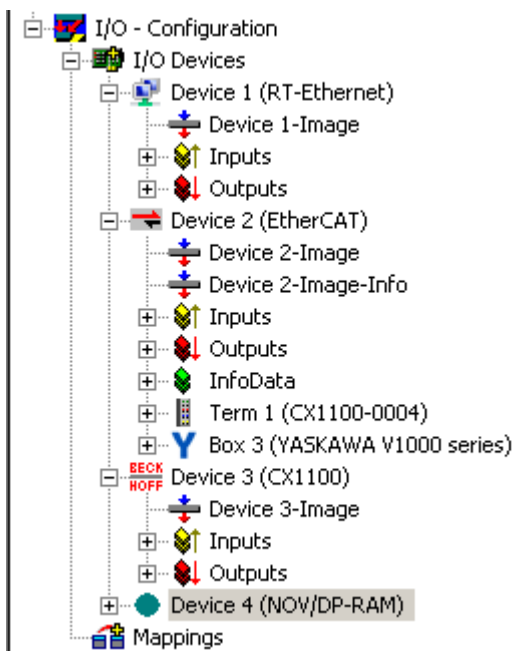 I/O - Configuration
I/O Devices
Device 1 (RT-Ethernet)
Device 1-Image
Inputs
Outputs
Device 2 (EtherCAT)
Device 2-Image
Device 2-Image-Info
Inputs
Outputs
InfoData
Term 1 (CX1100-0004)
Box 3 (YASKAWA V1000 series)
BECK
HOFF
Device 3 (CX1100)
Device 3-Image
Inputs
Outputs
Device 4 (NOV/DP-RAM)
Mappings